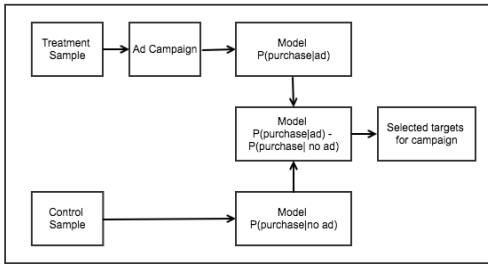 Treatment
Sample
Ad Campaign
Model
P(purchase|ad)
Model
P(purchase|ad) -
P(purchase| no ad)
Selected targets
for campaign
Control
Sample
Model
P(purchase|no ad)